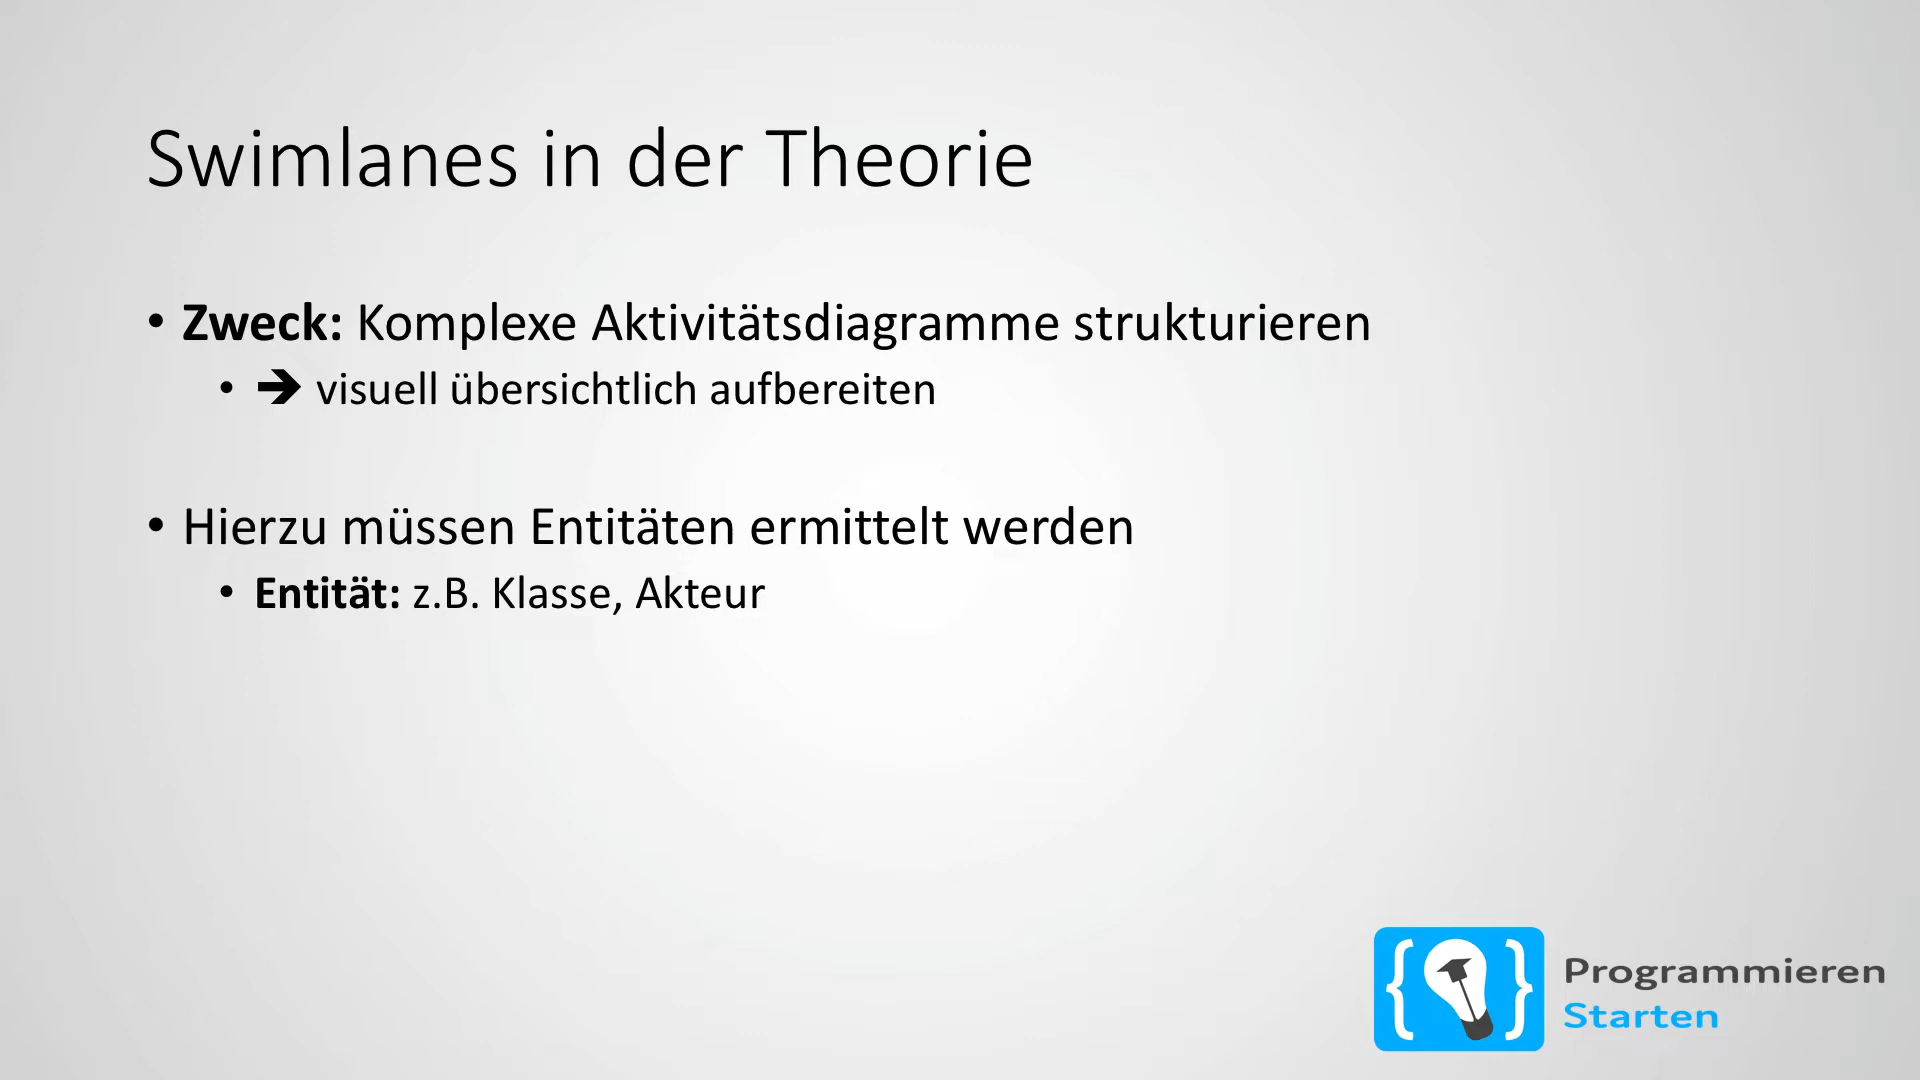 Swimlanes in der Theorie
• Zweck: Komplexe Aktivitätsdiagramme strukturieren
• ➔ visuell übersichtlich aufbereiten
• Hierzu müssen Entitäten ermittelt werden
• Entität: z.B. Klasse, Akteur
Programmieren
Starten